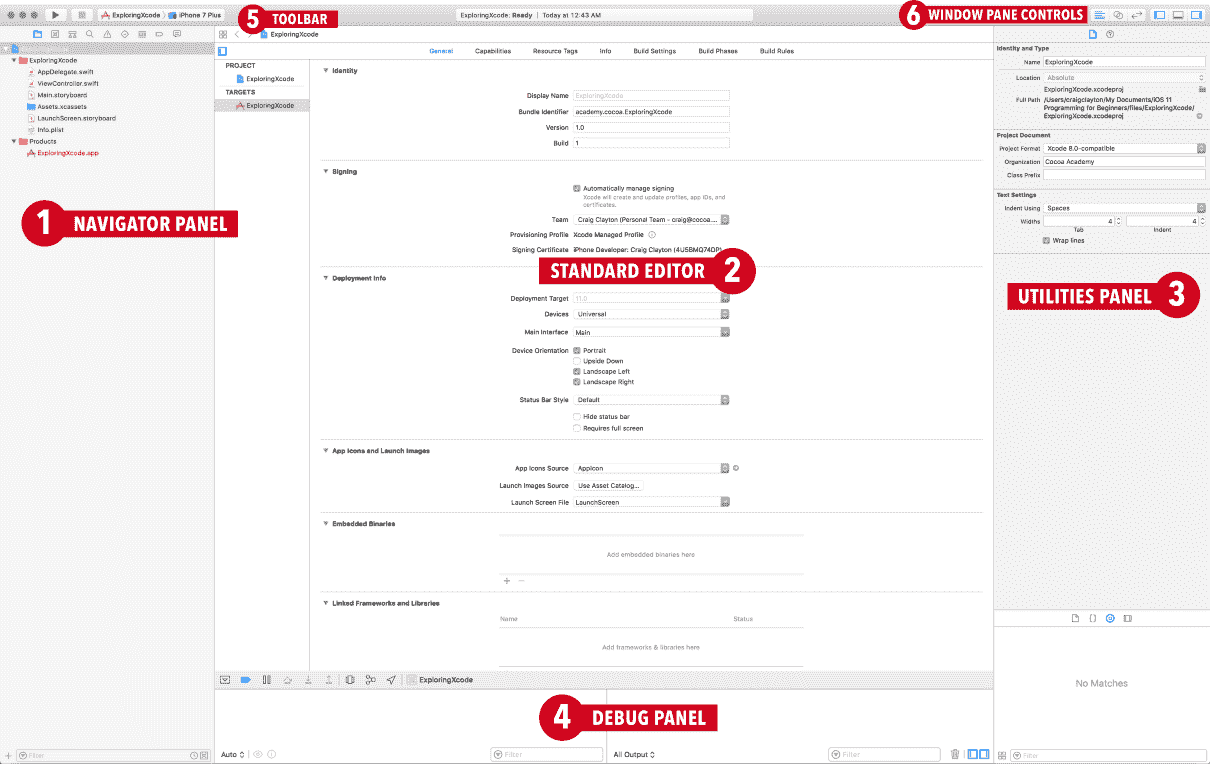 ExploringXcode
iPhone 7 Plus
5 TOOLBAR
ExploringXcode: Ready | Today at 12:43 AM
6 WINDOW PANE CONTROLS
ExploringXcode
AppDelegate.swift
ViewController.swift
Main.storyboard
Assets.xcassets
LaunchScreen.storyboard
Info.plist
Products
ExploringXcode.app
1 NAVIGATOR PANEL
Filter
ExploringXcode
General Capabilities Resource Tags Info Build Settings Build Phases Build Rules
PROJECT
ExploringXcode
TARGETS
ExploringXcode
Identity
Display Name ExploringXcode
Bundle Identifier academy.cocoa.ExploringXcode
Version 1.0
Build 1
Signing
Automatically manage signing
Xcode will create and update profiles, app IDs, and
certificates.
Team Craig Clayton (Personal Team - craig@cocoa....
Provisioning Profile Xcode Managed Profile
Signing Certificate iPhone Developer: Craig Clayton (4U5BMQ74DP)
STANDARD EDITOR 2
Deployment Info
Deployment Target 11.0
Devices Universal
Main Interface Main
Device Orientation Portrait
Upside Down
Landscape Left
Landscape Right
Status Bar Style Default
Hide status bar
Requires full screen
App Icons and Launch Images
App Icons Source AppIcon
Launch Images Source Use Asset Catalog...
Launch Screen File LaunchScreen
Embedded Binaries
Add embedded binaries here
Linked Frameworks and Libraries
Name Status
Add frameworks & libraries here
ExploringXcode
4 DEBUG PANEL
Auto
Filter
All Output
Filter
Identity and Type
Name ExploringXcode
Location Absolute
ExploringXcode.xcodeproj
Full Path /Users/craigclayton/My Documents/iOS 11
Programming for Beginners/files/ExploringXcode/
ExploringXcode.xcodeproj
Project Document
Project Format Xcode 8.0-compatible
Organization Cocoa Academy
Class Prefix
Text Settings
Indent Using Spaces
Widths 4 4
Tab Indent
Wrap lines
UTILITIES PANEL 3
No Matches
Filter